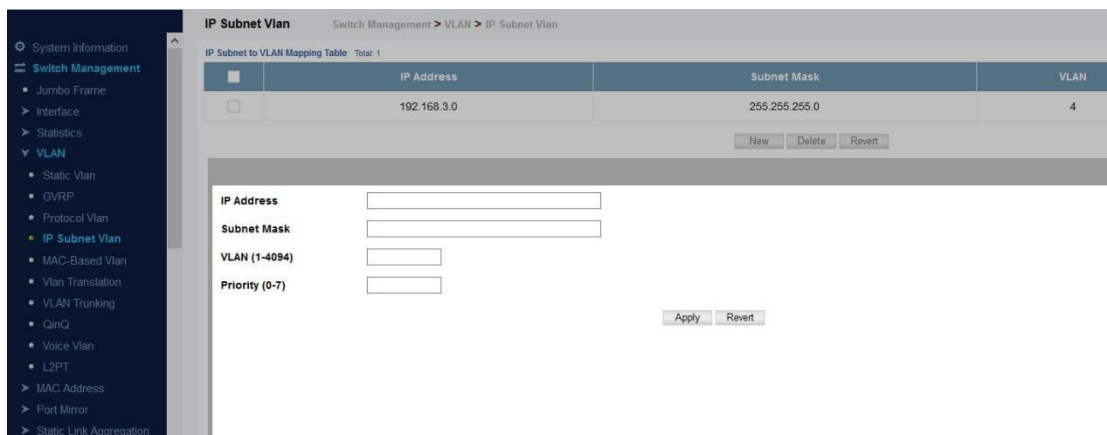 IP Subnet Vlan
Switch Management > VLAN > IP Subnet Vlan
System Information
Switch Management
Jumbo Frame
Interface
Statistics
VLAN
Static Vlan
GVRP
Protocol Vlan
IP Subnet Vlan
MAC-Based Vlan
Vlan Translation
VLAN Trunking
QinQ
Voice Vlan
L2PT
MAC Address
Port Mirror
Static Link Aggregation
IP Subnet to VLAN Mapping Table Total: 1
IP Address Subnet Mask VLAN
192.168.3.0 255.255.255.0 4
New Delete Revert
IP Address
Subnet Mask
VLAN (1-4094)
Priority (0-7)
Apply Revert